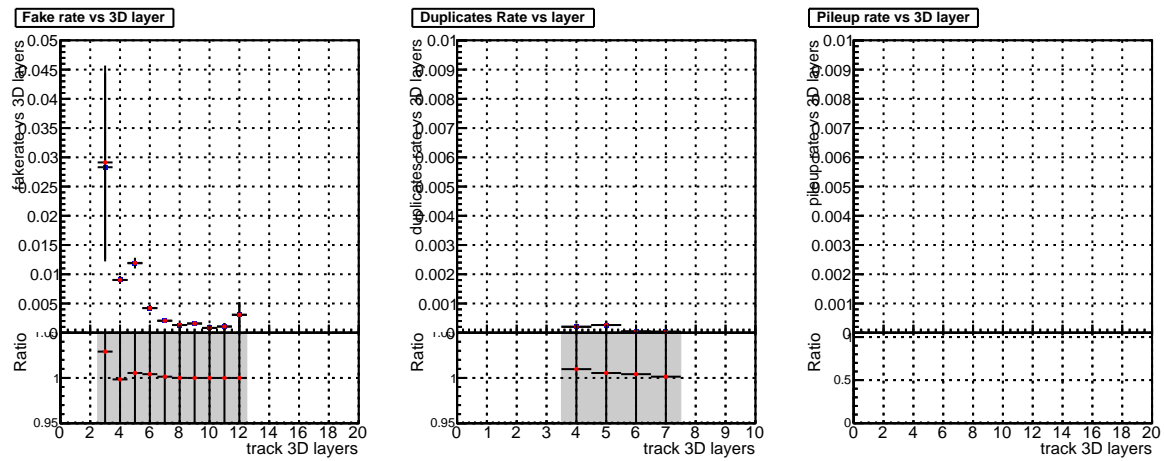 Fake rate vs 3D layer
fakerate vs 3D layers
0.05
0.045
0.04
0.035
0.03
0.025
0.02
0.015
0.01
0.005
0
Ratio
1
0.95
0 2 4 6 8 10 12 14 16 18 20
track 3D layers
Duplicates Rate vs layer
duplicates rate vs 3D layers
0.01
0.009
0.008
0.007
0.006
0.005
0.004
0.003
0.002
0.001
0
Ratio
1
0.95
0 1 2 3 4 5 6 7 8 9 10
track 3D layers
Pileup rate vs 3D layer
pileup rate vs 3D layers
0.01
0.009
0.008
0.007
0.006
0.005
0.004
0.003
0.002
0.001
0
Ratio
1
0.5
0
0 2 4 6 8 10 12 14 16 18 20
track 3D layers